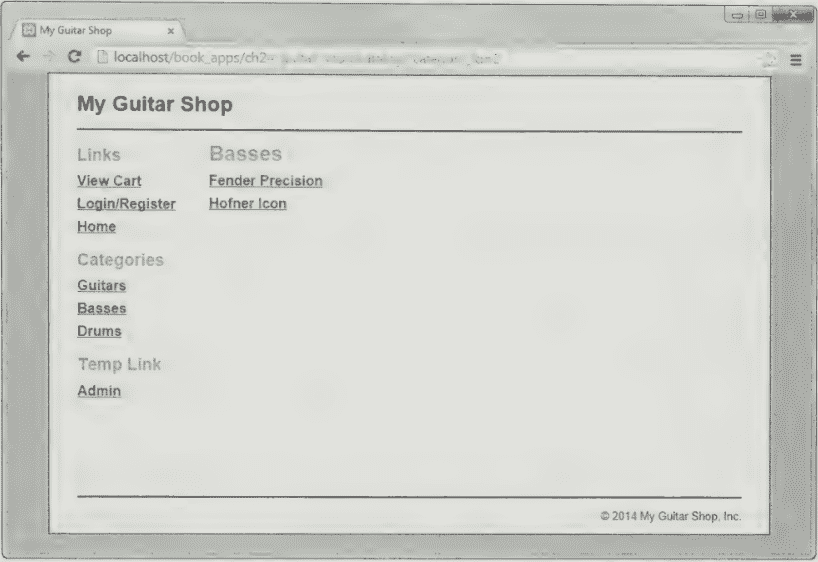 My Guitar Shop
localhost/book_apps/ch2
My Guitar Shop
Links
View Cart
Login/Register
Home
Categories
Guitars
Basses
Drums
Temp Link
Admin
Basses
Fender Precision
Hofner Icon
© 2014 My Guitar Shop, Inc.